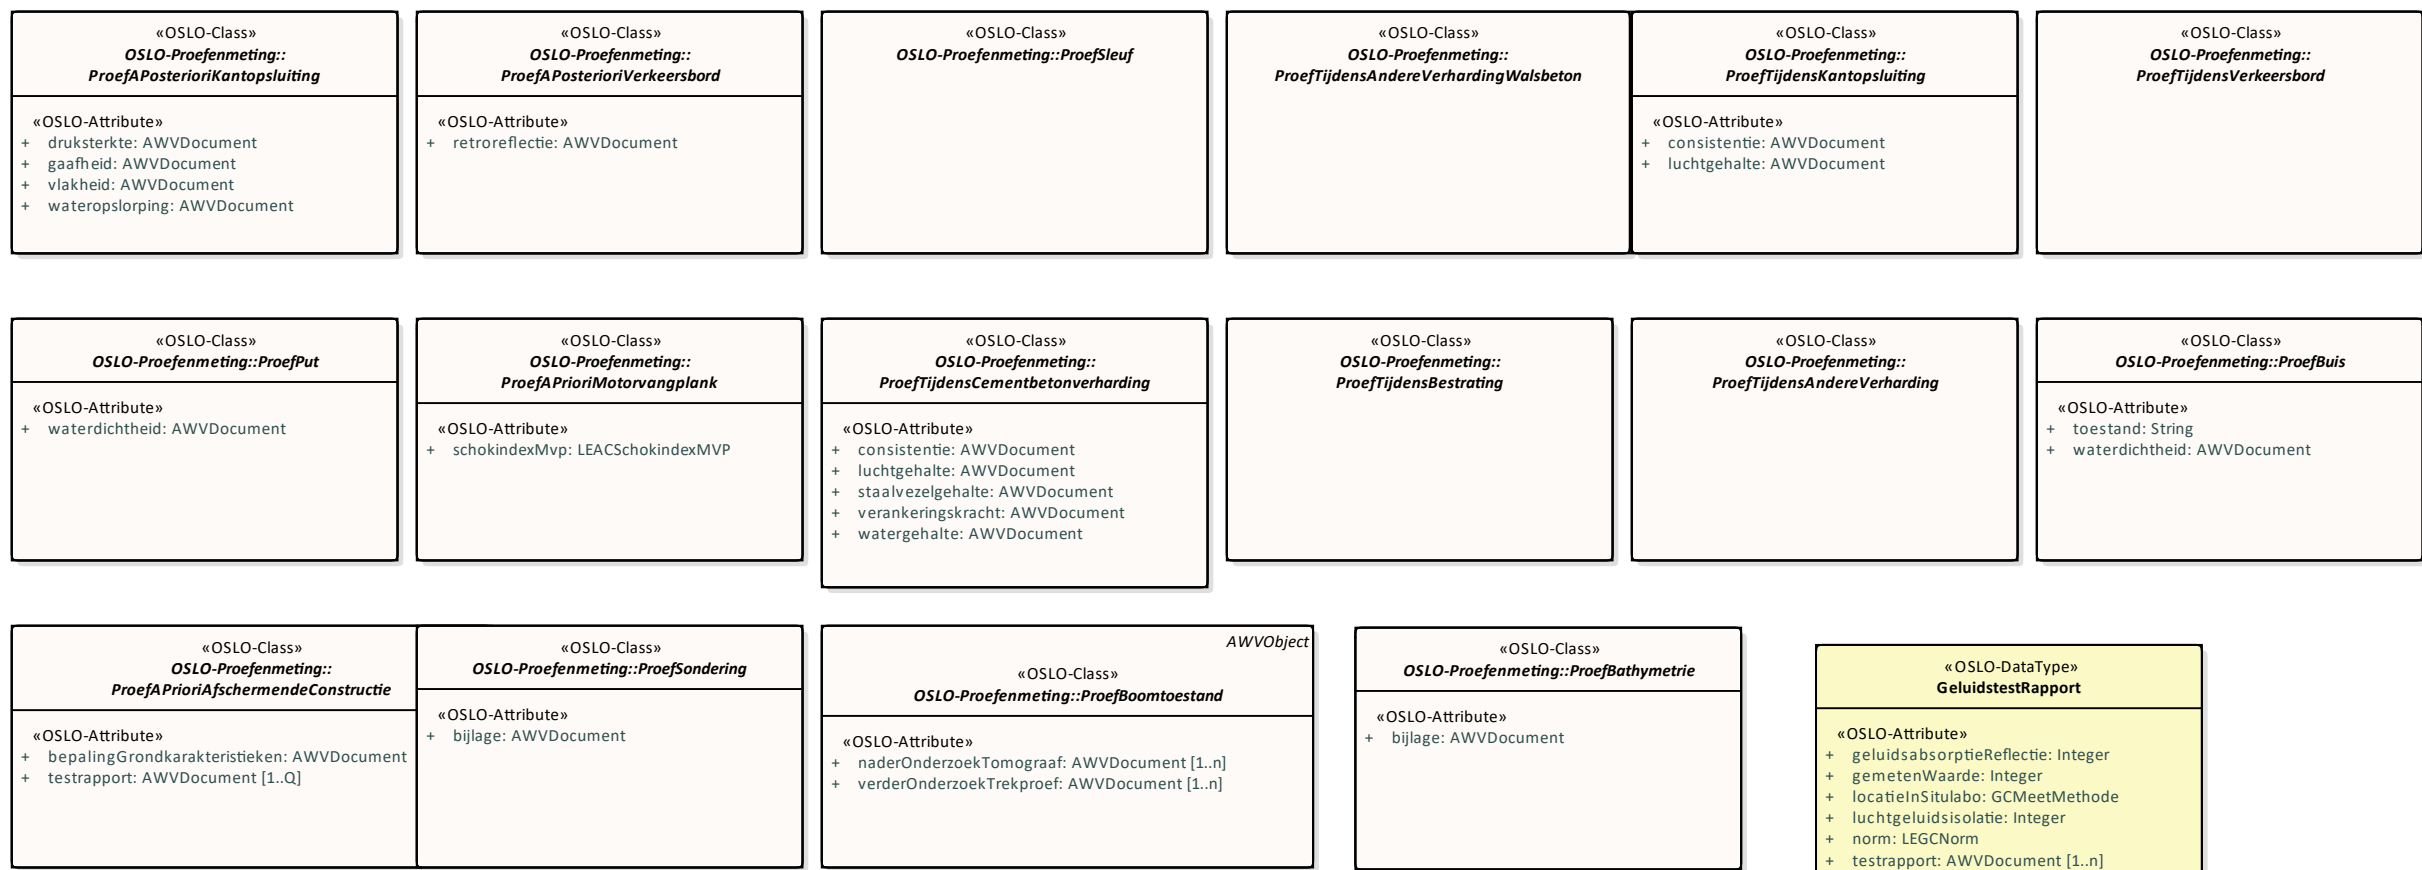 «OSLO-Class»
OSLO-Proefenmeting::
ProefAPosterioriKantopsluiting
«OSLO-Attribute»
+ druksterkte: AWVDocument
+ gaafheid: AWVDocument
+ vlakheid: AWVDocument
+ wateropslorping: AWVDocument
«OSLO-Class»
OSLO-Proefenmeting::
ProefAPosterioriVerkeersbord
«OSLO-Attribute»
+ retroreflectie: AWVDocument
«OSLO-Class»
OSLO-Proefenmeting::ProefSleuf
«OSLO-Class»
OSLO-Proefenmeting::
ProefTijdensAndereVerhardingWalsbeton
«OSLO-Class»
OSLO-Proefenmeting::
ProefTijdensKantopsluiting
«OSLO-Attribute»
+ consistentie: AWVDocument
+ luchtgehalte: AWVDocument
«OSLO-Class»
OSLO-Proefenmeting::
ProefTijdensVerkeersbord
«OSLO-Class»
OSLO-Proefenmeting::ProefPut
«OSLO-Attribute»
+ waterdichtheid: AWVDocument
«OSLO-Class»
OSLO-Proefenmeting::
ProefAPrioriMotorvangplank
«OSLO-Attribute»
+ schokindexMvp: LEACSchokindexMVP
«OSLO-Class»
OSLO-Proefenmeting::
ProefTijdensCementbetonverharding
«OSLO-Attribute»
+ consistentie: AWVDocument
+ luchtgehalte: AWVDocument
+ staalvezelgehalte: AWVDocument
+ verankeringskracht: AWVDocument
+ watergehalte: AWVDocument
«OSLO-Class»
OSLO-Proefenmeting::
ProefTijdensBestrating
«OSLO-Class»
OSLO-Proefenmeting::
ProefTijdensAndereVerharding
«OSLO-Class»
OSLO-Proefenmeting::ProefBuis
«OSLO-Attribute»
+ toestand: String
+ waterdichtheid: AWVDocument
«OSLO-Class»
OSLO-Proefenmeting::
ProefAPrioriAfschermendeConstructie
«OSLO-Attribute»
+ bepalingGrondkarakteristieken: AWVDocument
+ testrapport: AWVDocument [1..Q]
«OSLO-Class»
OSLO-Proefenmeting::ProefSondering
«OSLO-Attribute»
+ bijlage: AWVDocument
AWVObject
«OSLO-Class»
OSLO-Proefenmeting::ProefBoomtoestand
«OSLO-Attribute»
+ naderOnderzoekTomograaf: AWVDocument [1..n]
+ verderOnderzoekTrekproef: AWVDocument [1..n]
«OSLO-Class»
OSLO-Proefenmeting::ProefBathymetrie
«OSLO-Attribute»
+ bijlage: AWVDocument
«OSLO-DataType»
GeluidstestRapport
«OSLO-Attribute»
+ geluidsabsorptieReflectie: Integer
+ gemetenWaarde: Integer
+ locatieInSitulabo: GCMeetMethode
+ luchtgeluidsisolatie: Integer
+ norm: LEGCNorm
+ testrapport: AWVDocument [1..n]